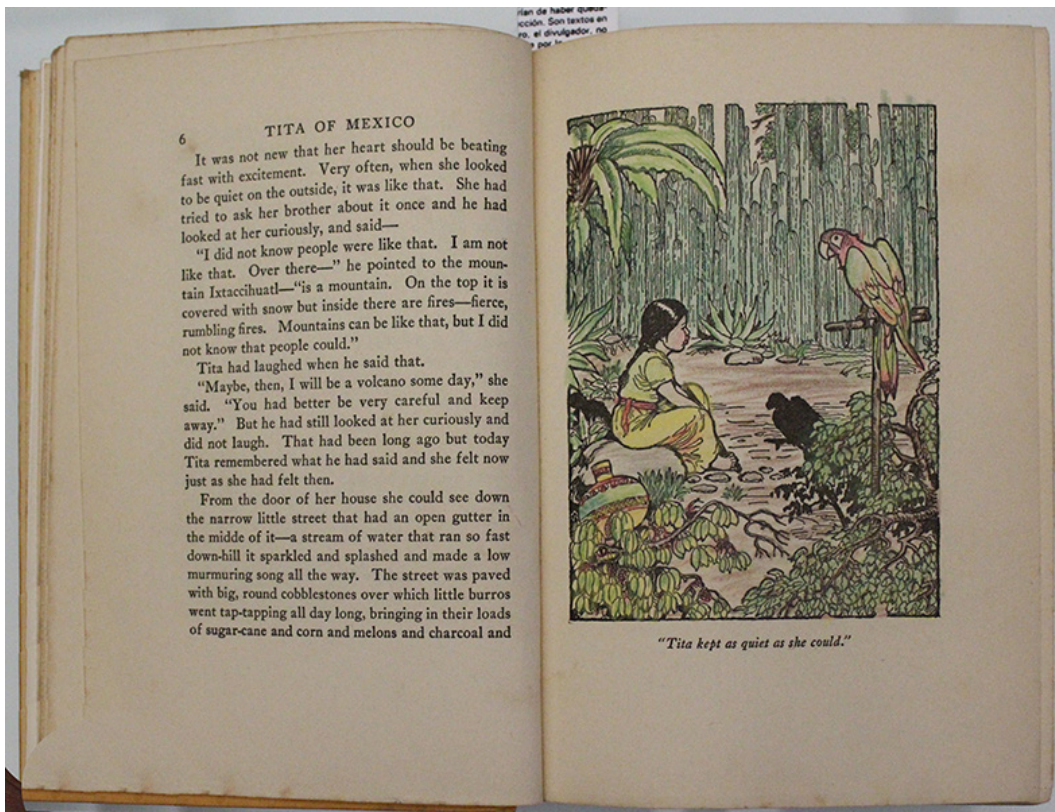 rían de haber queda-
cción. Son textos en
ro, el divulgador, no
por
6
TITA OF MEXICO
It was not new that her heart should be beating
fast with excitement. Very often, when she looked
to be quiet on the outside, it was like that. She had
tried to ask her brother about it once and he had
looked at her curiously, and said—
"I did not know people were like that. I am not
like that. Over there—" he pointed to the moun-
tain Ixtaccihuatl—"is a mountain. On the top it is
covered with snow but inside there are fires—fierce,
rumbling fires. Mountains can be like that, but I did
not know that people could."
Tita had laughed when he said that.
"Maybe, then, I will be a volcano some day," she
said. "You had better be very careful and keep
away." But he had still looked at her curiously and
did not laugh. That had been long ago but today
Tita remembered what he had said and she felt now
just as she had felt then.
From the door of her house she could see down
the narrow little street that had an open gutter in
the midde of it—a stream of water that ran so fast
down-hill it sparkled and splashed and made a low
murmuring song all the way. The street was paved
with big, round cobblestones over which little burros
went tap-tapping all day long, bringing in their loads
of sugar-cane and corn and melons and charcoal and
"Tita kept as quiet as she could."